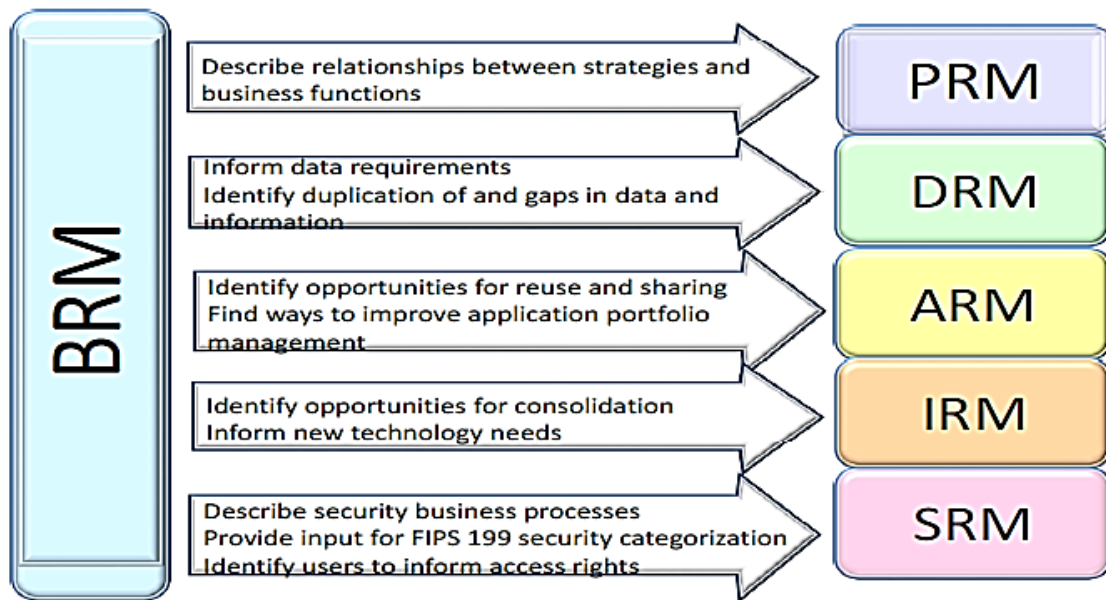 BRM
Describe relationships between strategies and
business functions
PRM
Inform data requirements
Identify duplication of and gaps in data and
information
DRM
Identify opportunities for reuse and sharing
Find ways to improve application portfolio
management
ARM
Identify opportunities for consolidation
Inform new technology needs
IRM
Describe security business processes
Provide input for FIPS 199 security categorization
Identify users to inform access rights
SRM